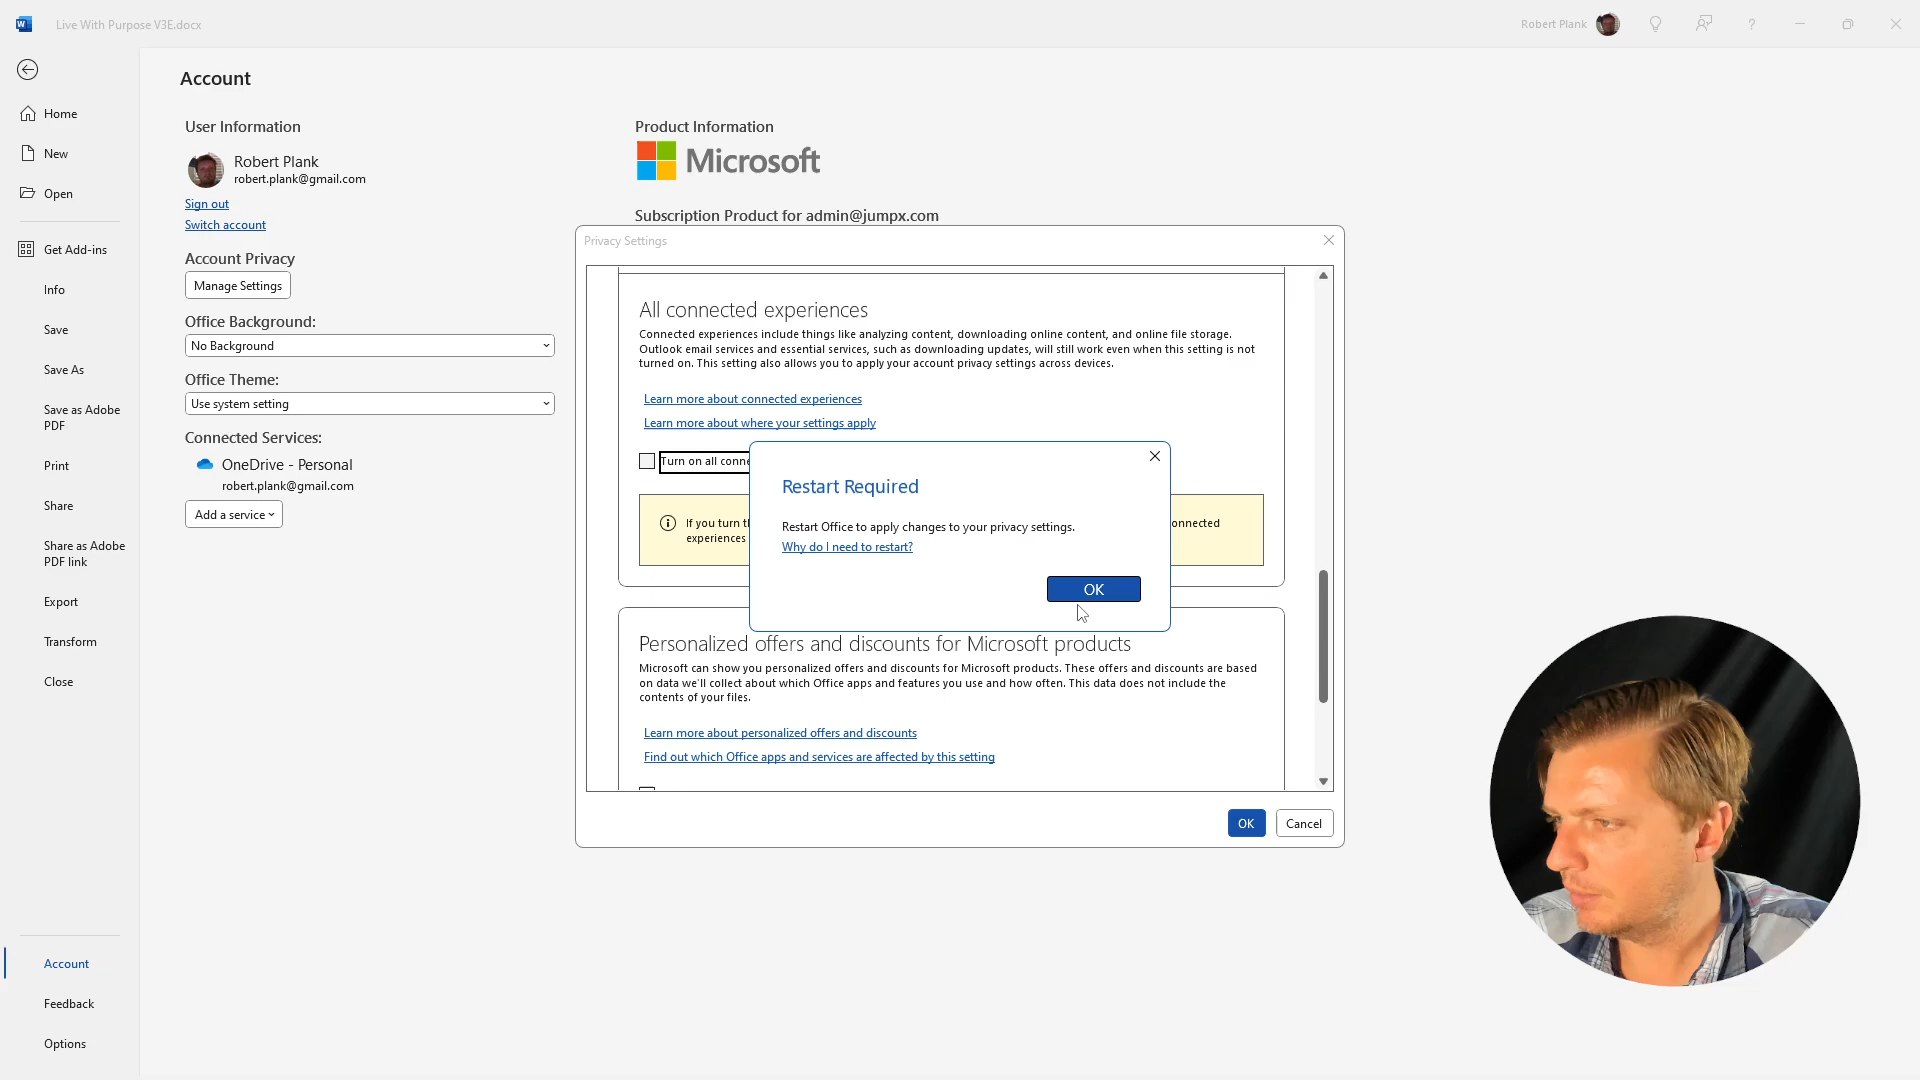 Live With Purpose V3E.docx
Robert Plank
?
Home
New
Open
Get Add-ins
Info
Save
Save As
Save as Adobe
PDF
Print
Share
Share as Adobe
PDF link
Export
Transform
Close
Account
Feedback
Options
Account
User Information
Robert Plank
robert.plank@gmail.com
Sign out
Switch account
Account Privacy
Manage Settings
Office Background:
No Background
Office Theme:
Use system setting
Connected Services:
OneDrive - Personal
robert.plank@gmail.com
Add a service
Product Information
Microsoft
Subscription Product for admin@jumpx.com
Privacy Settings
All connected experiences
Connected experiences include things like analyzing content, downloading online content, and online file storage.
Outlook email services and essential services, such as downloading updates, will still work even when this setting is not
turned on. This setting also allows you to apply your account privacy settings across devices.
Learn more about connected experiences
Learn more about where your settings apply
Turn on all conne
If you turn t
onnected
experiences
Restart Required
Restart Office to apply changes to your privacy settings.
Why do I need to restart?
OK
Personalized offers and discounts for Microsoft products
Microsoft can show you personalized offers and discounts for Microsoft products. These offers and discounts are based
on data we'll collect about which Office apps and features you use and how often. This data does not include the
contents of your files.
Learn more about personalized offers and discounts
Find out which Office apps and services are affected by this setting
OK
Cancel